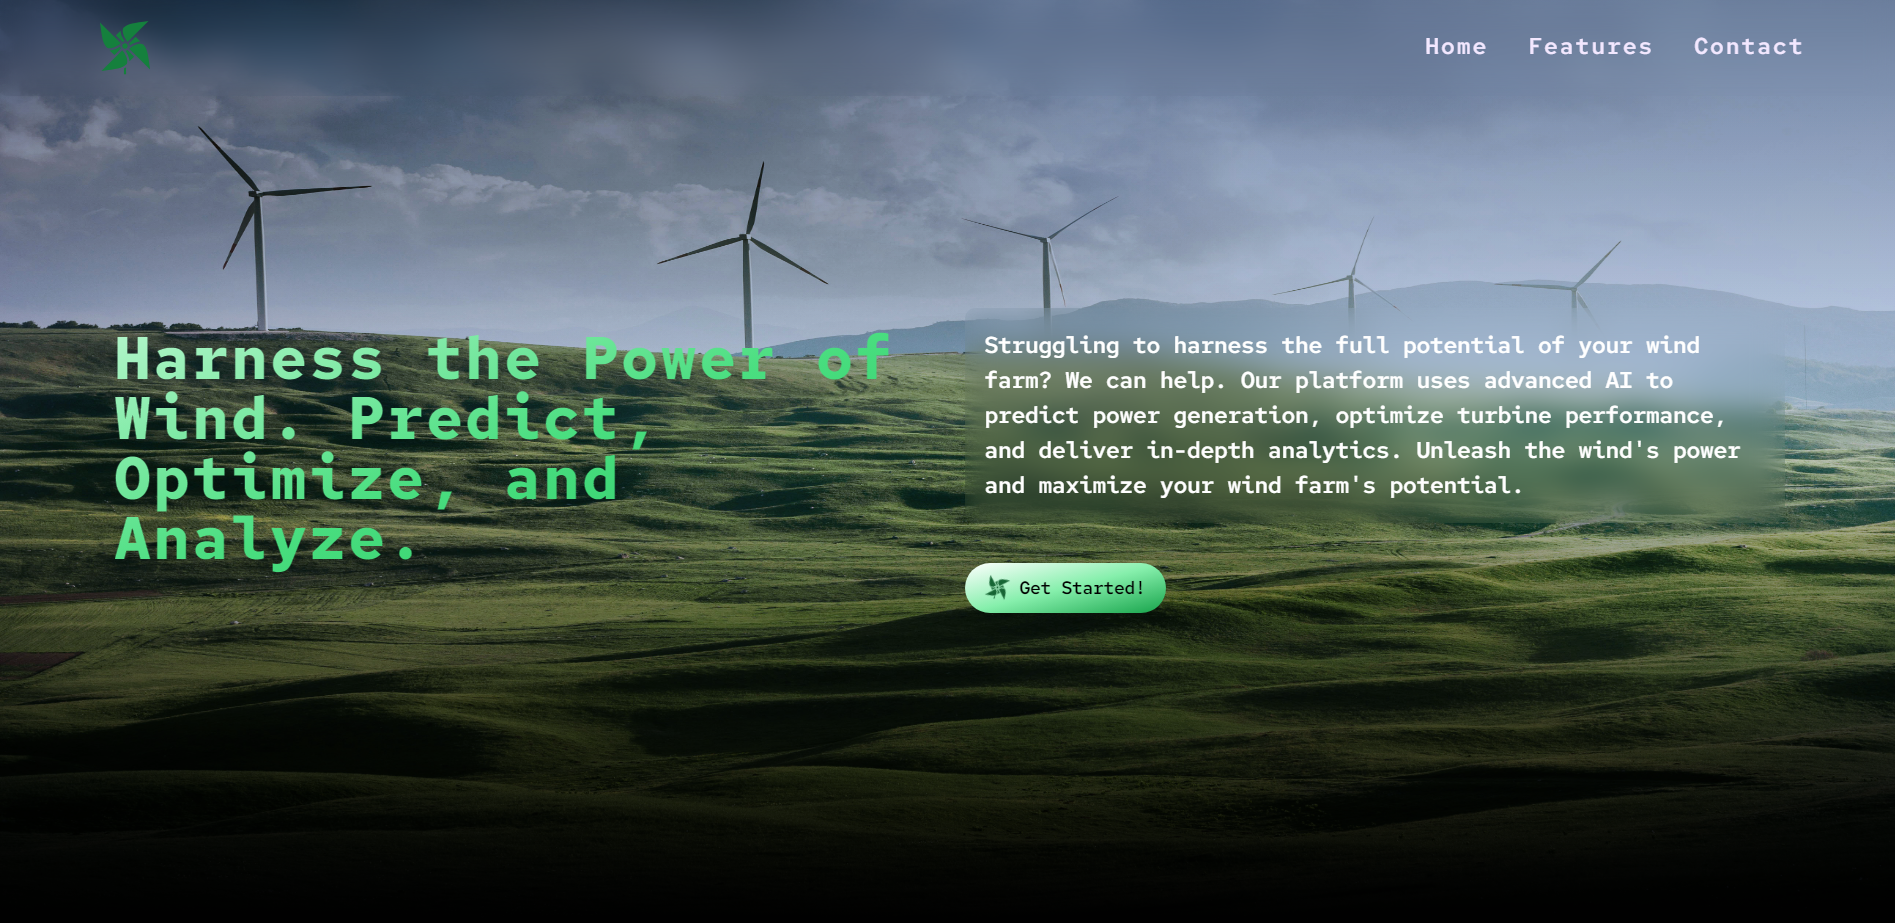 Home Features Contact
Harness the Power of
Wind. Predict,
Optimize, and
Analyze.
Struggling to harness the full potential of your wind
farm? We can help. Our platform uses advanced AI to
predict power generation, optimize turbine performance,
and deliver in-depth analytics. Unleash the wind's power
and maximize your wind farm's potential.
Get Started!